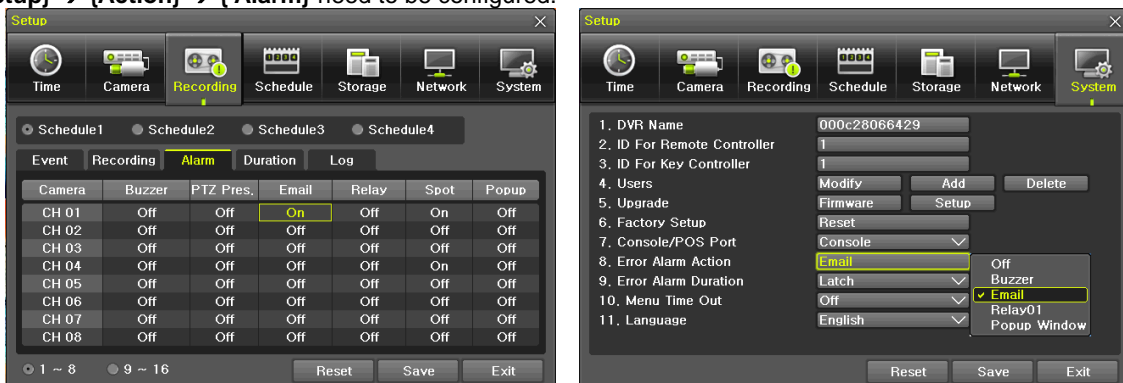 tup} → {Action} → { Alarm} need to be configured.
Setup
Time Camera Recording Schedule Storage Network System
Schedule1 Schedule2 Schedule3 Schedule4
Event Recording Alarm Duration Log
Camera Buzzer PTZ Pres. Email Relay Spot Popup
CH 01 Off Off On Off On Off
CH 02 Off Off Off Off Off Off
CH 03 Off Off Off Off Off Off
CH 04 Off Off Off Off On Off
CH 05 Off Off Off Off Off Off
CH 06 Off Off Off Off Off Off
CH 07 Off Off Off Off Off Off
CH 08 Off Off Off Off Off Off
1 ~ 8 9 ~ 16 Reset Save Exit
Setup
Time Camera Recording Schedule Storage Network System
1. DVR Name 000c28066429
2. ID For Remote Controller 1
3. ID For Key Controller 1
4. Users Modify Add Delete
5. Upgrade Firmware Setup
6. Factory Setup Reset
7. Console/POS Port Console
8. Error Alarm Action Email
9. Error Alarm Duration Latch
10. Menu Time Out Off
11. Language English
Off
Buzzer
Email
Relay01
Popup Window
Reset Save Exit